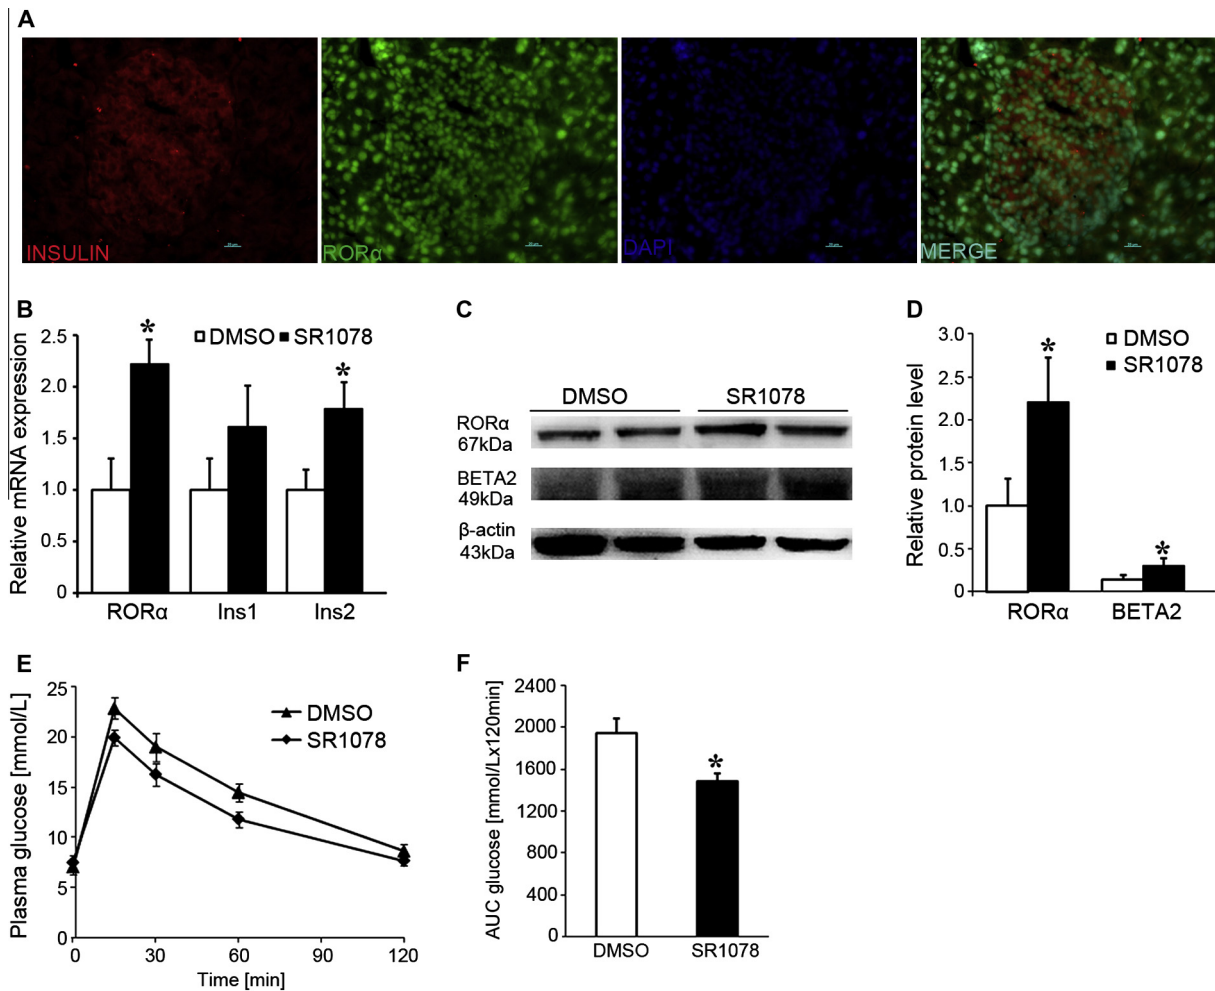 A
INSULIN
RORα
DAPI
MERGE
B
Relative mRNA expression
2.5
2.0
1.5
1.0
0.5
0
DMSO SR1078
*
*
RORα Ins1 Ins2
C
DMSO SR1078
RORα
67kDa
BETA2
49kDa
β-actin
43kDa
D
Relative protein level
3.0
2.5
2.0
1.5
1.0
0.5
0
DMSO
SR1078
*
*
RORα BETA2
E
Plasma glucose [mmol/L]
25
20
15
10
5
0
DMSO
SR1078
0 30 60 90 120
Time [min]
F
AUC glucose [mmol/Lx120min]
2400
2000
1600
1200
800
400
0
*
DMSO SR1078